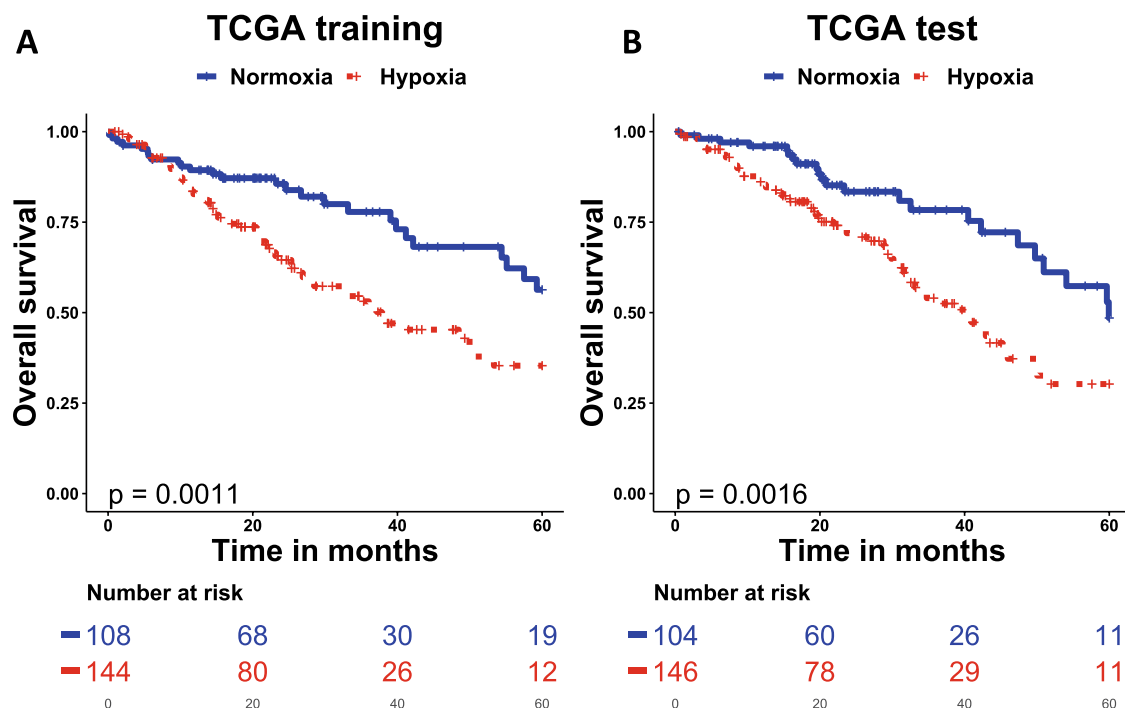 A
TCGA training
Normoxia Hypoxia
Overall survival
1.00
0.75
0.50
0.25
0.00
p = 0.0011
0 20 40 60
Time in months
Number at risk
108 68 30 19
144 80 26 12
0 20 40 60
B
TCGA test
Normoxia Hypoxia
Overall survival
1.00
0.75
0.50
0.25
0.00
p = 0.0016
0 20 40 60
Time in months
Number at risk
104 60 26 11
146 78 29 11
0 20 40 60